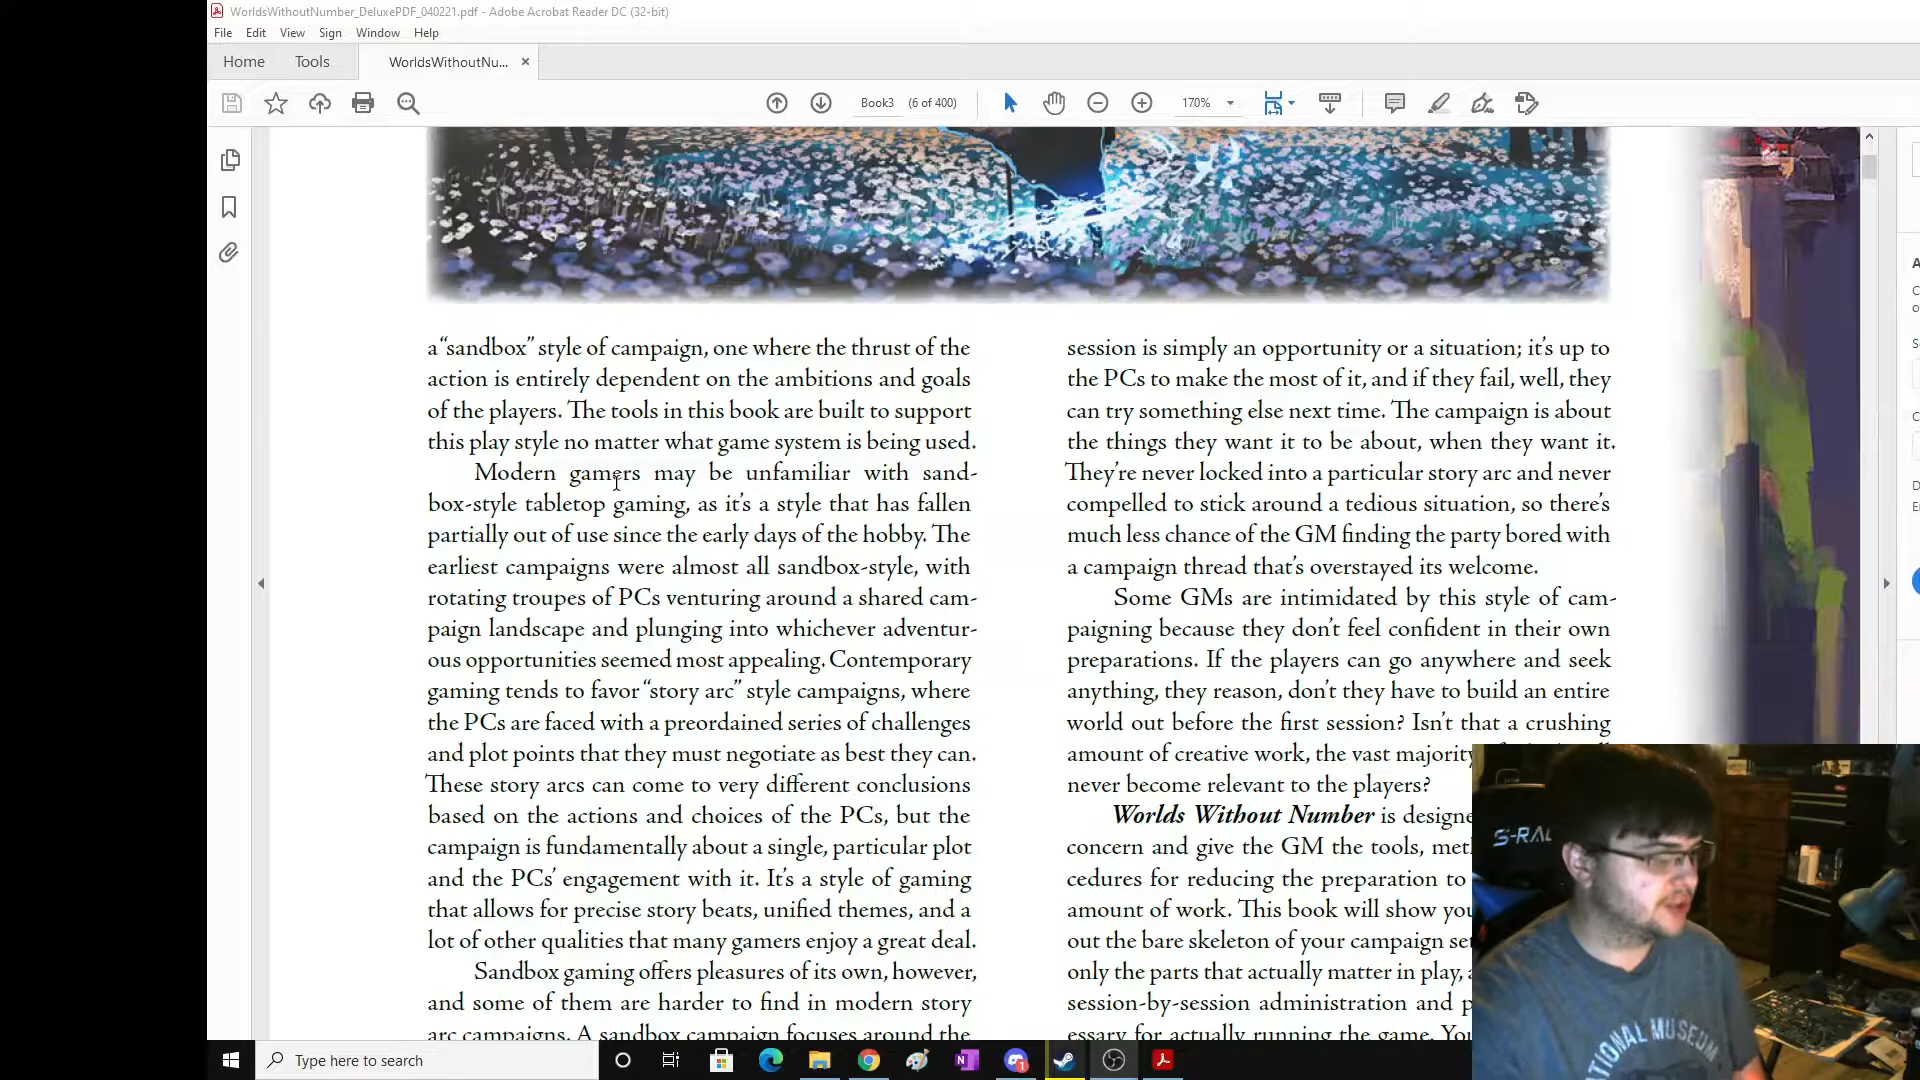 WorldsWithoutNumber_DeluxePDF_040221.pdf - Adobe Acrobat Reader DC (32-bit)
File Edit View Sign Window Help
Home Tools WorldsWithoutNu... ×
Book3 (6 of 400) 170%
a “sandbox” style of campaign, one where the thrust of the
action is entirely dependent on the ambitions and goals
of the players. The tools in this book are built to support
this play style no matter what game system is being used.
Modern gamers may be unfamiliar with sand-
box-style tabletop gaming, as it’s a style that has fallen
partially out of use since the early days of the hobby. The
earliest campaigns were almost all sandbox-style, with
rotating troupes of PCs venturing around a shared cam-
paign landscape and plunging into whichever adventur-
ous opportunities seemed most appealing. Contemporary
gaming tends to favor “story arc” style campaigns, where
the PCs are faced with a preordained series of challenges
and plot points that they must negotiate as best they can.
These story arcs can come to very different conclusions
based on the actions and choices of the PCs, but the
campaign is fundamentally about a single, particular plot
and the PCs’ engagement with it. It’s a style of gaming
that allows for precise story beats, unified themes, and a
lot of other qualities that many gamers enjoy a great deal.
Sandbox gaming offers pleasures of its own, however,
and some of them are harder to find in modern story
arc campaigns. A sandbox campaign focuses around the
session is simply an opportunity or a situation; it’s up to
the PCs to make the most of it, and if they fail, well, they
can try something else next time. The campaign is about
the things they want it to be about, when they want it.
They’re never locked into a particular story arc and never
compelled to stick around a tedious situation, so there’s
much less chance of the GM finding the party bored with
a campaign thread that’s overstayed its welcome.
Some GMs are intimidated by this style of cam-
paigning because they don’t feel confident in their own
preparations. If the players can go anywhere and seek
anything, they reason, don’t they have to build an entire
world out before the first session? Isn’t that a crushing
amount of creative work, the vast majority
never become relevant to the players?
Worlds Without Number is designe
concern and give the GM the tools, met
cedures for reducing the preparation to
amount of work. This book will show you
out the bare skeleton of your campaign se
only the parts that actually matter in play, a
session-by-session administration and p
essary for actually running the game. You
S-RAC
TIONAL MUSEUM
Type here to search